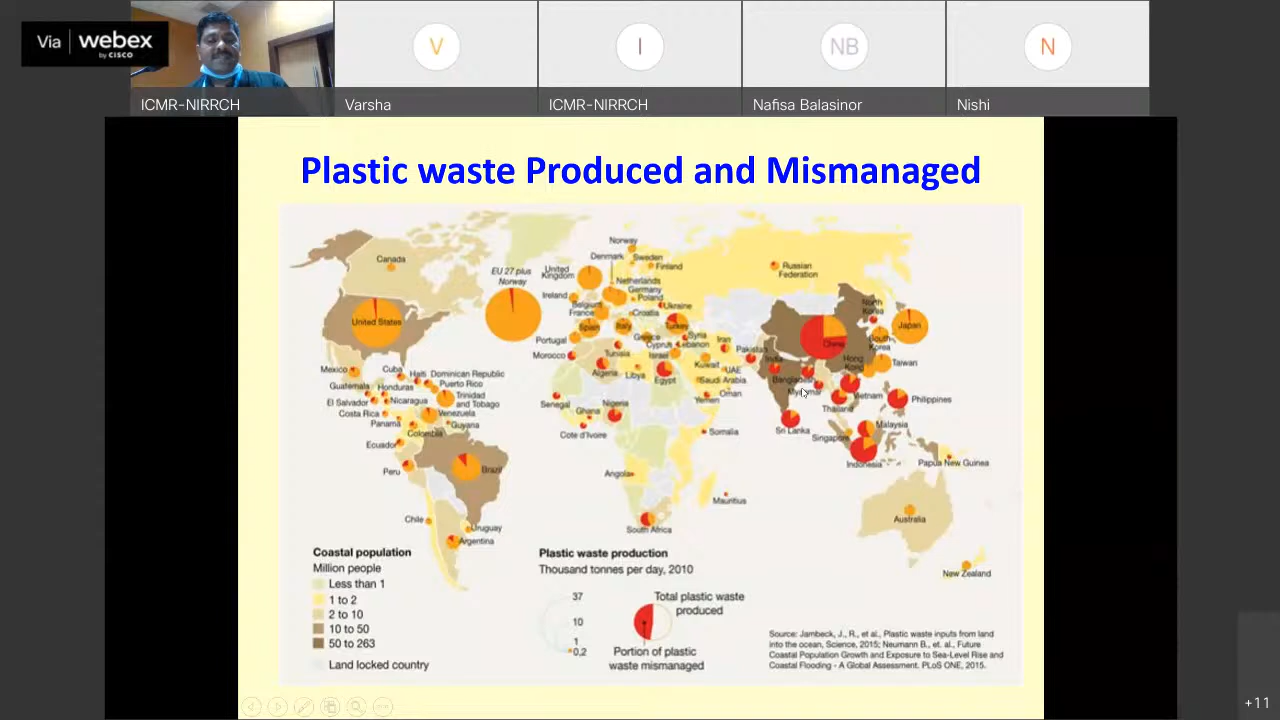 Via webex
by CISCO
V
I
NB
N
ICMR-NIRRCH
Varsha
ICMR-NIRRCH
Nafisa Balasinor
Nishi
Plastic waste Produced and Mismanaged
Norway
Denmark
Sweden
Finland
Canada
EU 27 plus
Norway
United
Kingdom
Netherlands
Germany
Poland
Ireland
Belgium
France
Ukraine
Croatia
Russian
Federation
United States
Spain
Italy
Turkey
Portugal
Greece
Cyprus
Syria
Lebanon
Iran
Morocco
Tunisia
Israel
Algeria
Libya
Egypt
Kuwait
UAE
Saudi Arabia
Oman
Yemen
Pakistan
India
China
North
Korea
South
Korea
Japan
Hong
Kong
Taiwan
Bangladesh
Myanmar
Vietnam
Thailand
Philippines
Mexico
Cuba
Haiti
Dominican Republic
Guatemala
Honduras
Puerto Rico
El Salvador
Nicaragua
Trinidad
and Tobago
Costa Rica
Venezuela
Panama
Guyana
Colombia
Ecuador
Peru
Brazil
Senegal
Ghana
Nigeria
Cote d'Ivoire
Somalia
Sri Lanka
Singapore
Malaysia
Indonesia
Papua New Guinea
Angola
Mauritius
Chile
Uruguay
Argentina
South Africa
Australia
New Zealand
Coastal population
Million people
Less than 1
1 to 2
2 to 10
10 to 50
50 to 263
Land locked country
Plastic waste production
Thousand tonnes per day, 2010
37
10
1
0,2
Total plastic waste
produced
Portion of plastic
waste mismanaged
Source: Jambeck, J., R., et al., Plastic waste inputs from land
into the ocean, Science, 2015; Neumann B., et. al., Future
Coastal Population Growth and Exposure to Sea-Level Rise and
Coastal Flooding - A Global Assessment. PLoS ONE, 2015.
+11